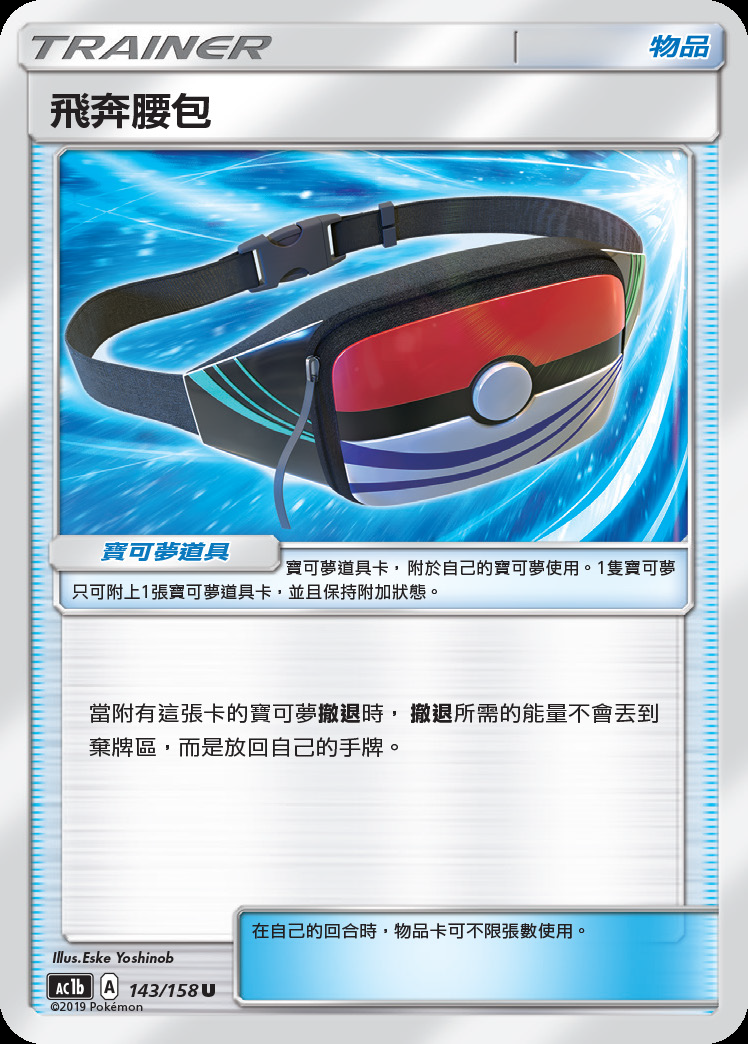 TRAINER
物品
飛奔腰包
寶可夢道具
寶可夢道具卡，附於自己的寶可夢使用。1隻寶可夢
只可附上1張寶可夢道具卡，並且保持附加狀態。
當附有這張卡的寶可夢撤退時，撤退所需的能量不會丟到
棄牌區，而是放回自己的手牌。
在自己的回合時，物品卡可不限張數使用。
Illus.Eske Yoshinob
AC1b A 143/158 U
©2019 Pokémon